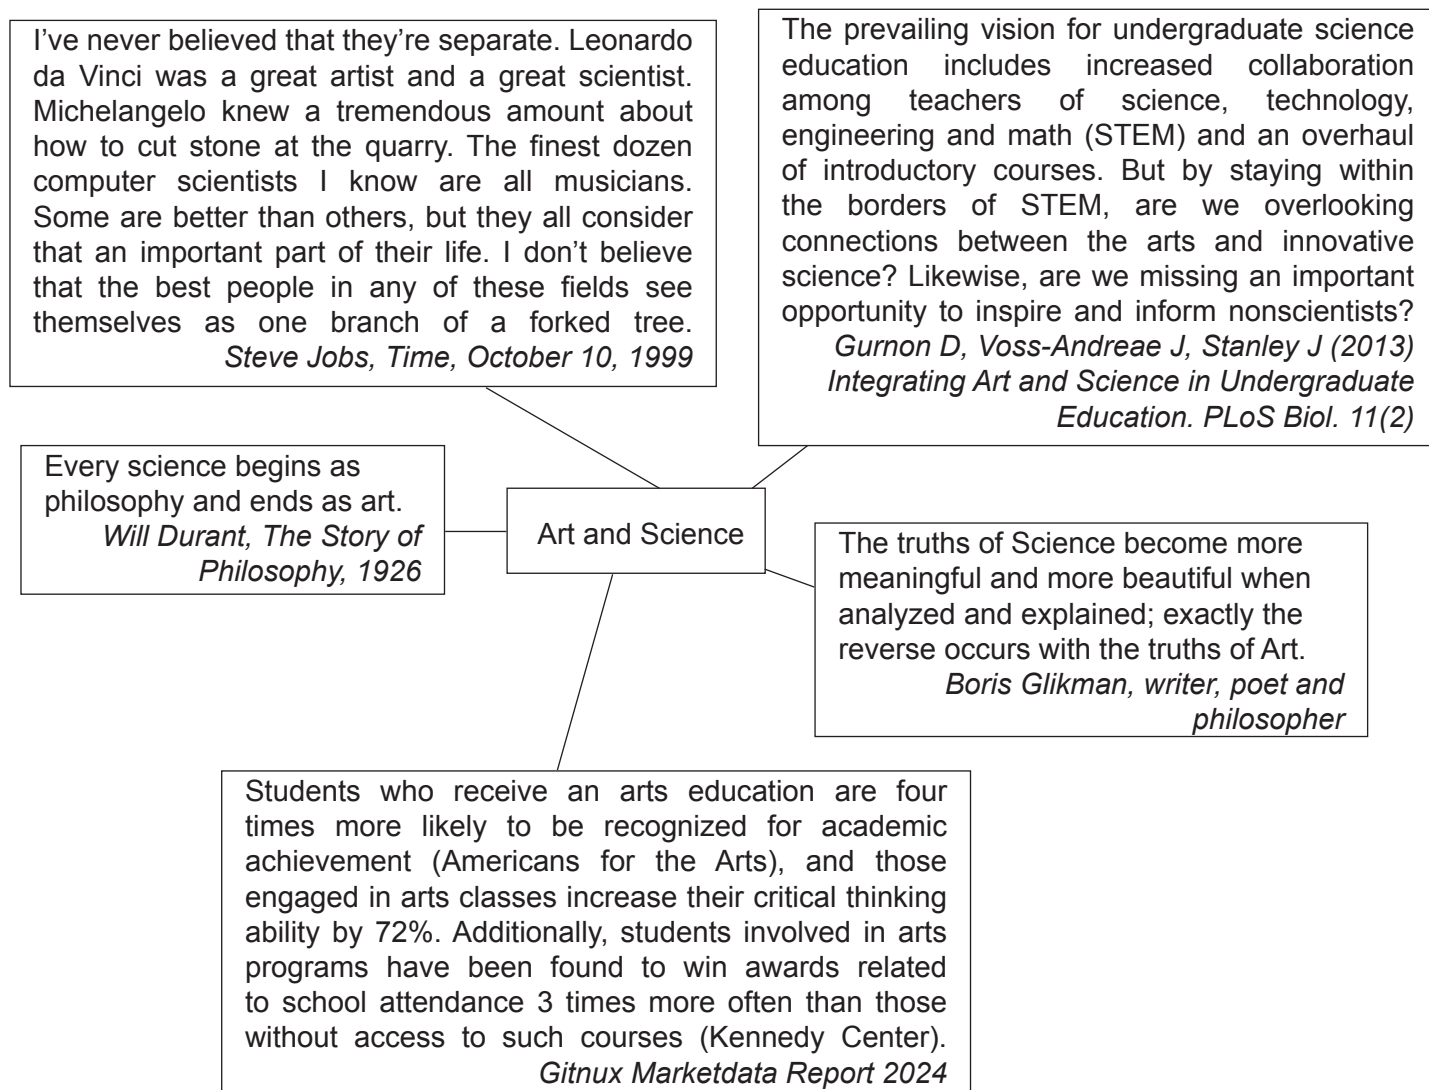 I’ve never believed that they’re separate. Leonardo
da Vinci was a great artist and a great scientist.
Michelangelo knew a tremendous amount about
how to cut stone at the quarry. The finest dozen
computer scientists I know are all musicians.
Some are better than others, but they all consider
that an important part of their life. I don’t believe
that the best people in any of these fields see
themselves as one branch of a forked tree.
Steve Jobs, Time, October 10, 1999
The prevailing vision for undergraduate science
education includes increased collaboration
among teachers of science, technology,
engineering and math (STEM) and an overhaul
of introductory courses. But by staying within
the borders of STEM, are we overlooking
connections between the arts and innovative
science? Likewise, are we missing an important
opportunity to inspire and inform nonscientists?
Gurnon D, Voss-Andreae J, Stanley J (2013)
Integrating Art and Science in Undergraduate
Education. PLoS Biol. 11(2)
Every science begins as
philosophy and ends as art.
Will Durant, The Story of
Philosophy, 1926
Art and Science
The truths of Science become more
meaningful and more beautiful when
analyzed and explained; exactly the
reverse occurs with the truths of Art.
Boris Glikman, writer, poet and
philosopher
Students who receive an arts education are four
times more likely to be recognized for academic
achievement (Americans for the Arts), and those
engaged in arts classes increase their critical thinking
ability by 72%. Additionally, students involved in arts
programs have been found to win awards related
to school attendance 3 times more often than those
without access to such courses (Kennedy Center).
Gitnux Marketdata Report 2024